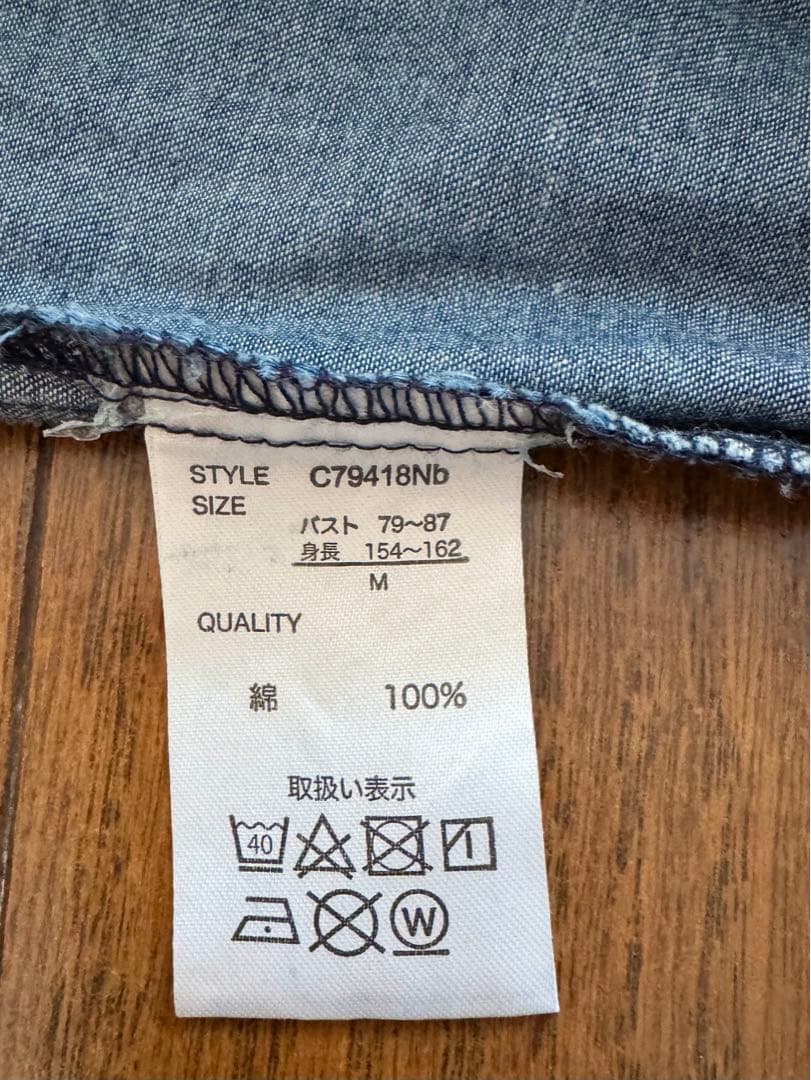 STYLE C79418Nb
SIZE
バスト 79〜87
身長 154〜162
M
QUALITY
綿 100%
取扱い表示
40
W